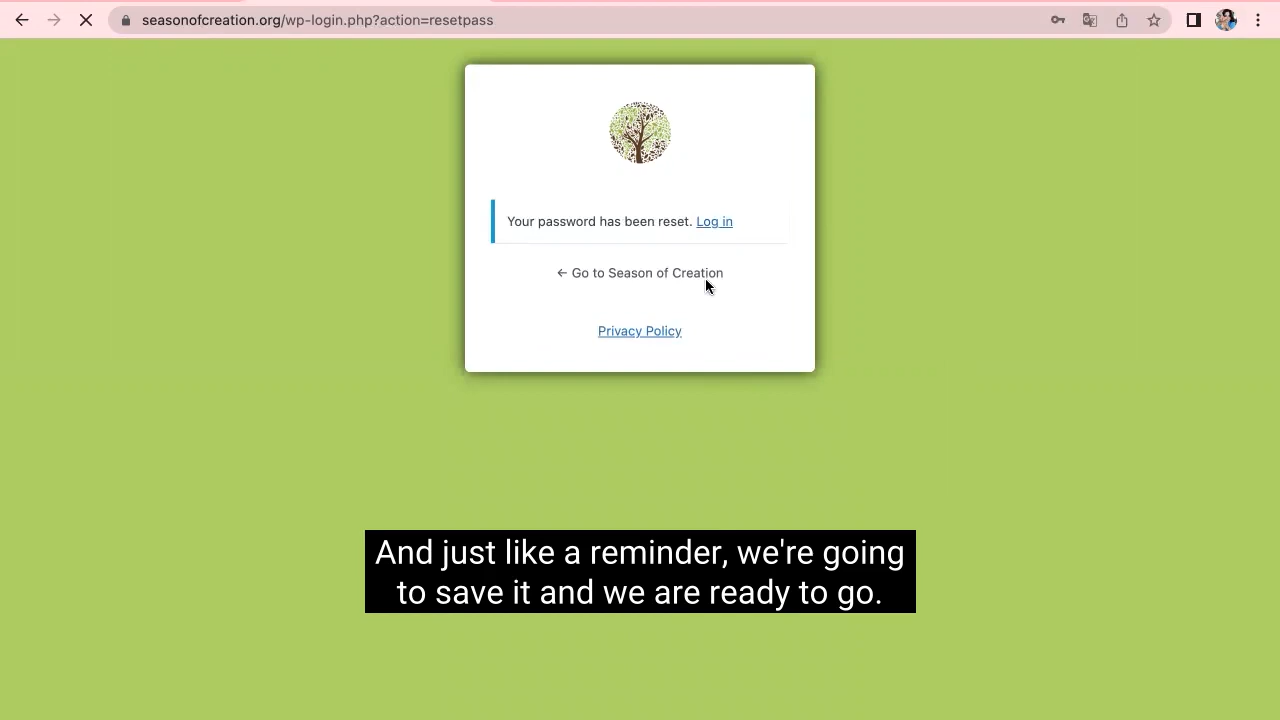 seasonofcreation.org/wp-login.php?action=resetpass
Your password has been reset. Log in
← Go to Season of Creation
Privacy Policy
And just like a reminder, we're going
to save it and we are ready to go.